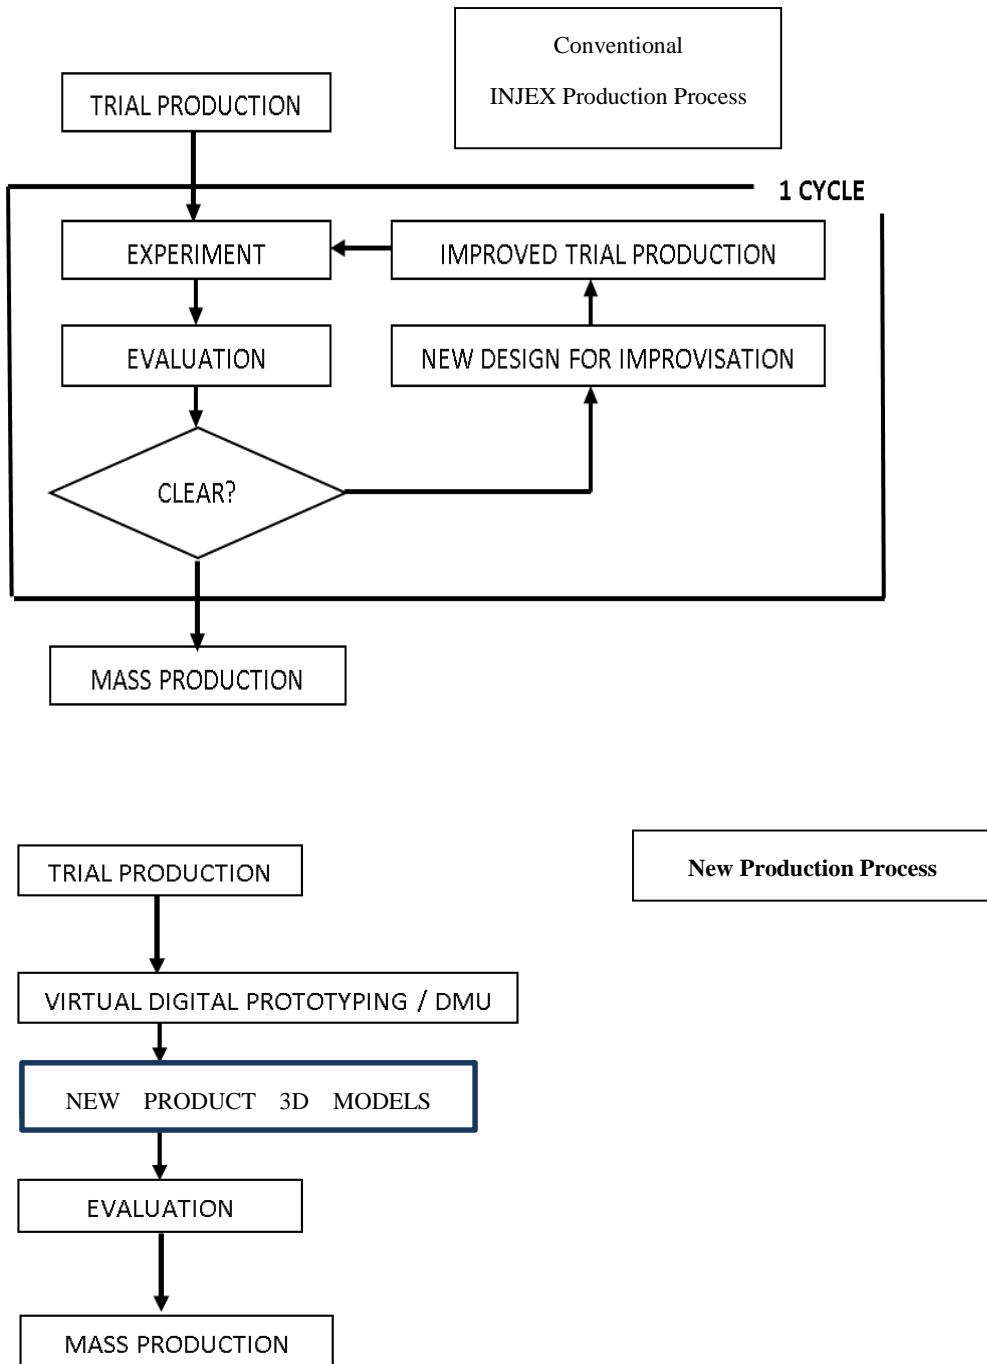 Conventional
INJEX Production Process
TRIAL PRODUCTION
1 CYCLE
EXPERIMENT
IMPROVED TRIAL PRODUCTION
EVALUATION
NEW DESIGN FOR IMPROVISATION
CLEAR?
MASS PRODUCTION
New Production Process
TRIAL PRODUCTION
VIRTUAL DIGITAL PROTOTYPING / DMU
NEW PRODUCT 3D MODELS
EVALUATION
MASS PRODUCTION